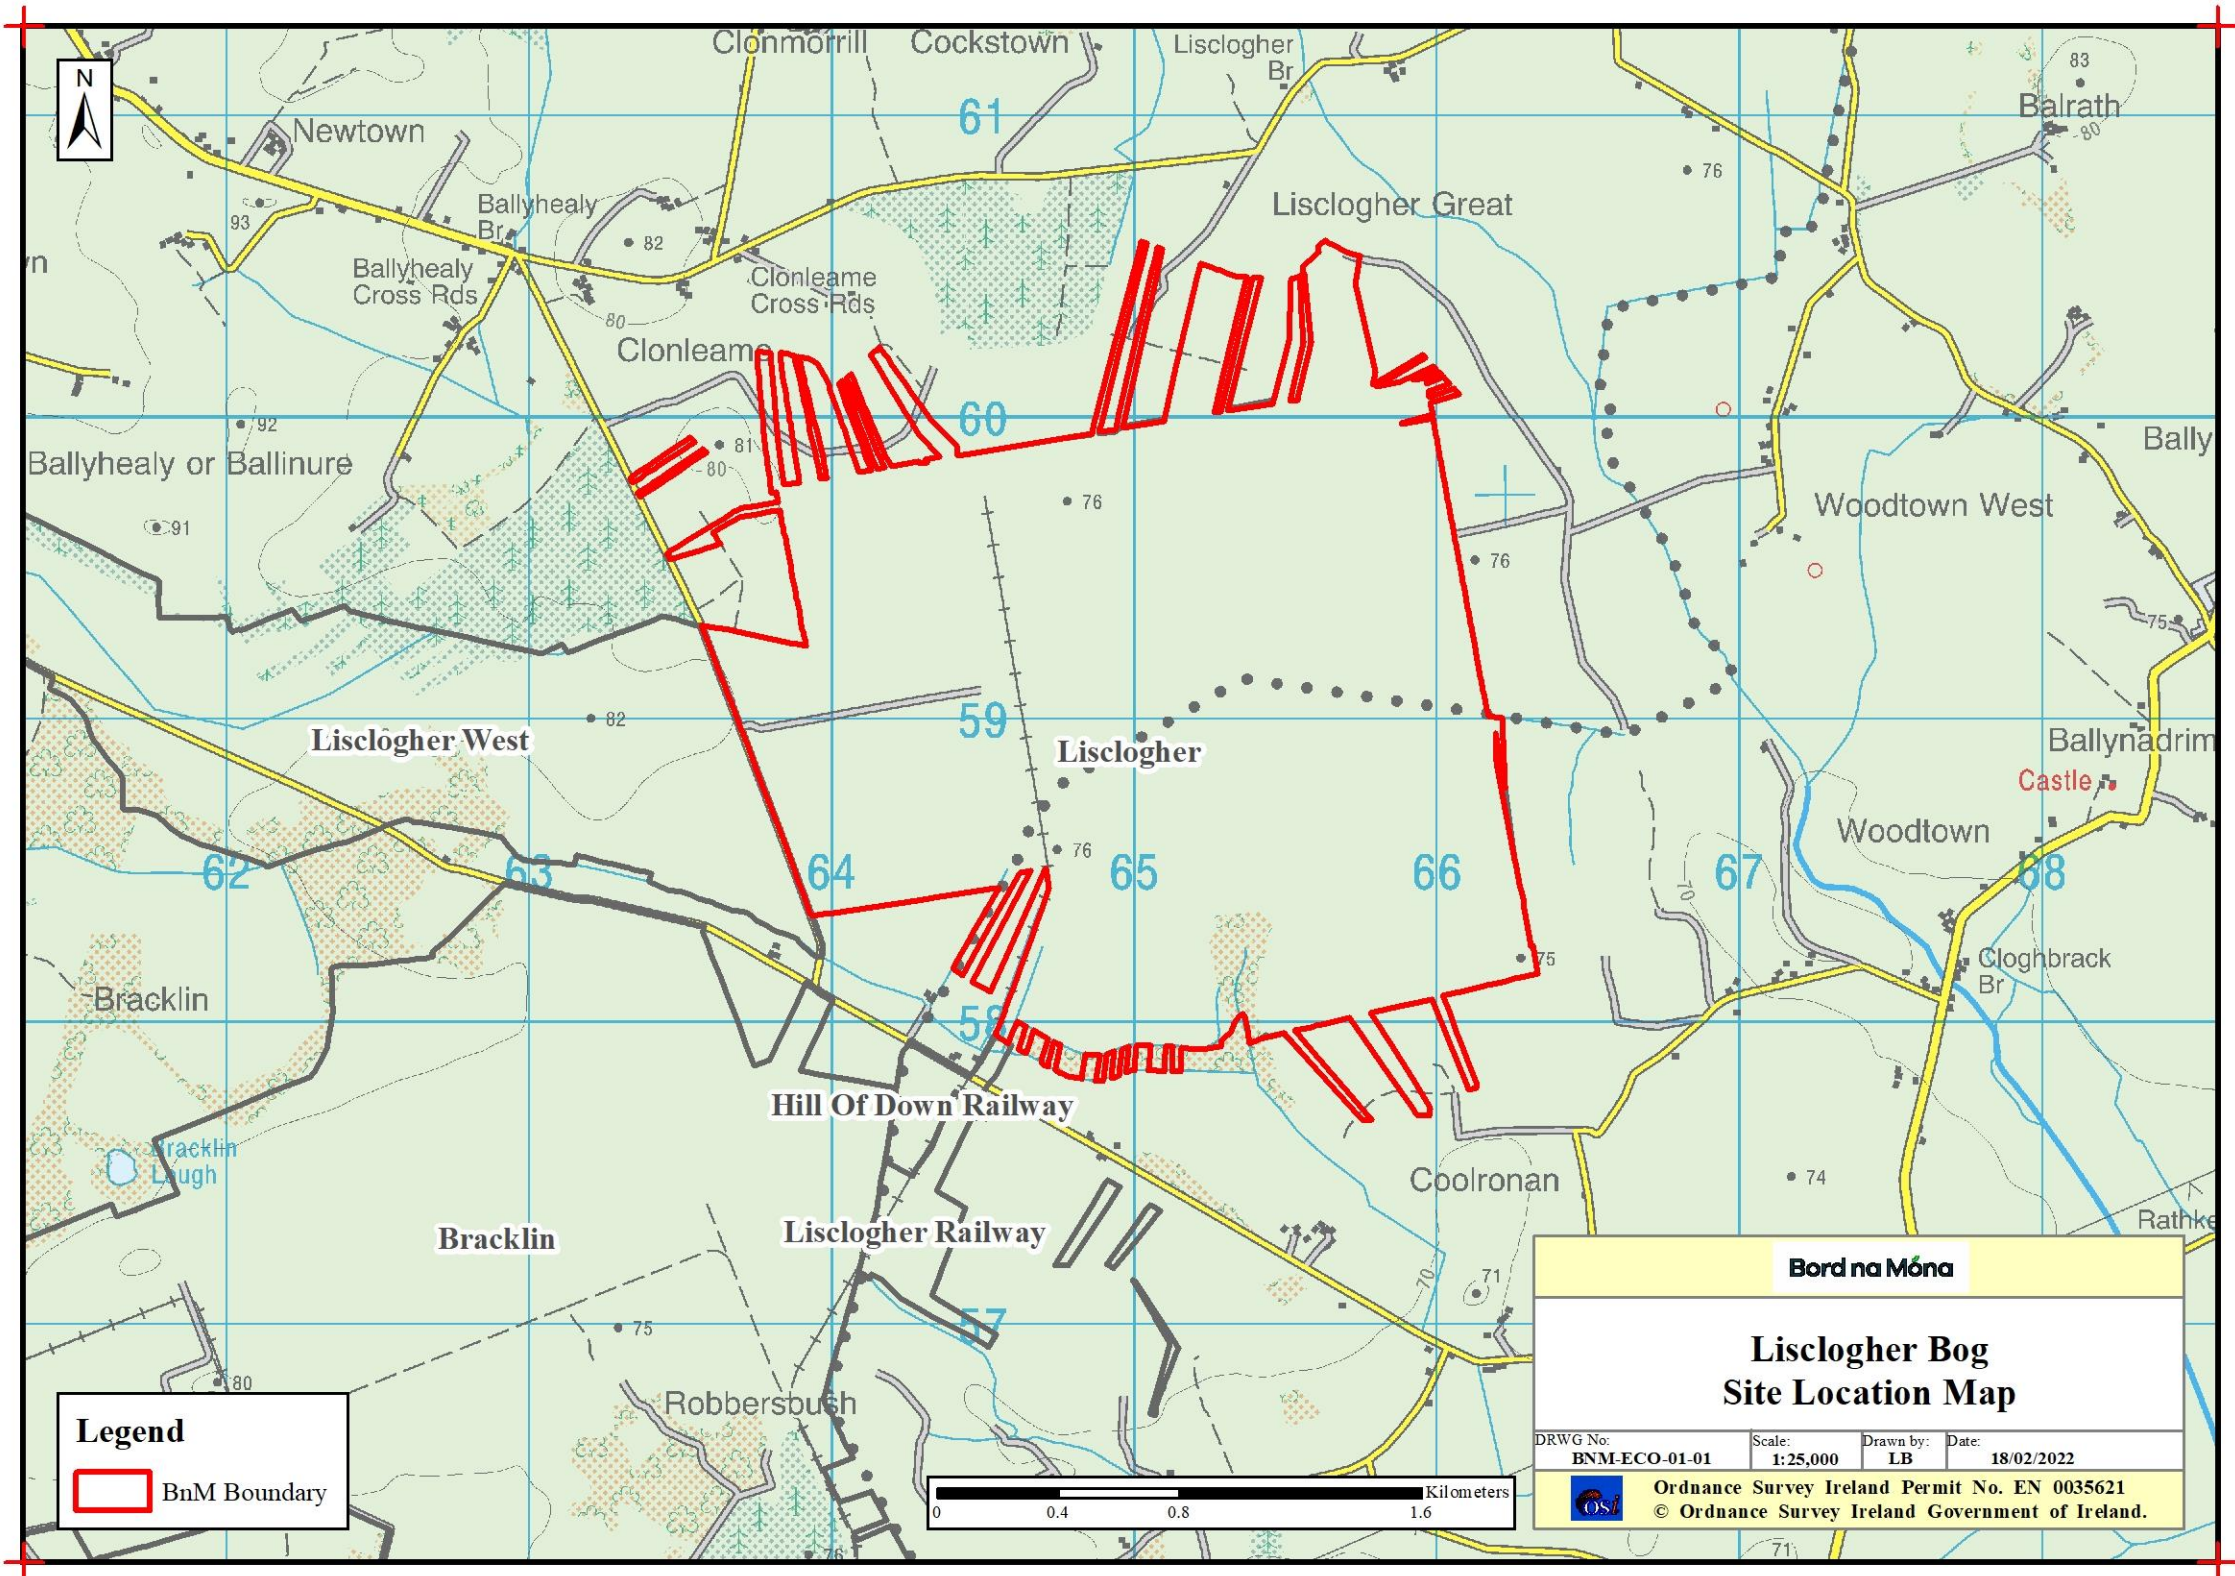 N
Clonmorrill
Cockstown
Lisclogher
Br
83
Balrath
80
61
Newtown
76
93
Ballyhealy
Br
82
Lisclogher Great
Ballyhealy
Cross Rds
Clonleame
Cross Rds
80
Clonleame
60
92
81
80
Bally
Ballyhealy or Ballinure
76
Woodtown West
91
76
75
82
59
Lisclogher West
Lisclogher
Ballynadrim
Castle
Woodtown
62
63
64
76
65
66
67
68
70
75
Cloghbrack
Br
Bracklin
58
Hill Of Down Railway
Bracklin
Lough
Coolronan
74
Rathke
Bracklin
Lisclogher Railway
70
71
57
75
80
Robbersbush
76
71
Legend
BnM Boundary
Kilometers
0 0.4 0.8 1.6
Bord na Móna
Lisclogher Bog
Site Location Map
DRWG No: Scale: Drawn by: Date:
BNM-ECO-01-01 1:25,000 LB 18/02/2022
osi
Ordnance Survey Ireland Permit No. EN 0035621
© Ordnance Survey Ireland Government of Ireland.